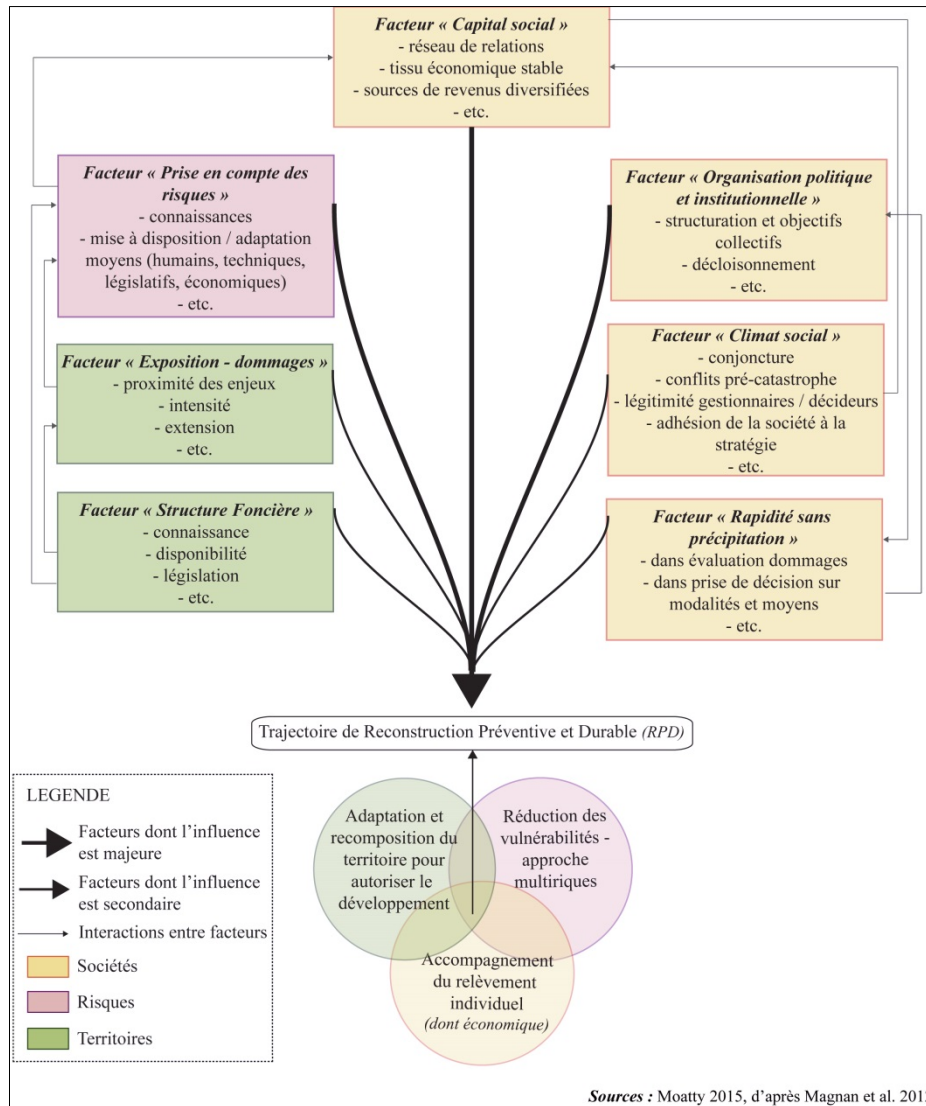 Facteur « Capital social »
- réseau de relations
- tissu économique stable
- sources de revenus diversifiées
- etc.
Facteur « Prise en compte des
risques »
- connaissances
- mise à disposition / adaptation
moyens (humains, techniques,
législatifs, économiques)
- etc.
Facteur « Exposition - dommages »
- proximité des enjeux
- intensité
- extension
- etc.
Facteur « Structure Foncière »
- connaissance
- disponibilité
- législation
- etc.
Facteur « Organisation politique
et institutionnelle »
- structuration et objectifs
collectifs
- décloisonnement
- etc.
Facteur « Climat social »
- conjoncture
- conflits pré-catastrophe
- légitimité gestionnaires / décideurs
- adhésion de la société à la
stratégie
- etc.
Facteur « Rapidité sans
précipitation »
- dans évaluation dommages
- dans prise de décision sur
modalités et moyens
- etc.
Trajectoire de Reconstruction Préventive et Durable (RPD)
LEGENDE
Facteurs dont l'influence
est majeure
Facteurs dont l'influence
est secondaire
Interactions entre facteurs
Sociétés
Risques
Territoires
Adaptation et
recomposition du
territoire pour
autoriser le
développement
Réduction des
vulnérabilités -
approche
multiriques
Accompagnement
du relèvement
individuel
(dont économique)
Sources : Moatty 2015, d'après Magnan et al.